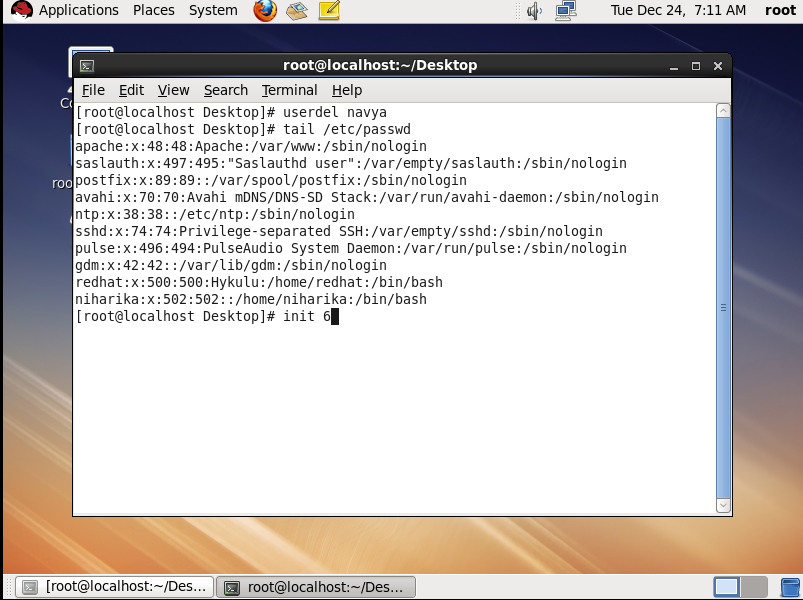 Applications Places System Tue Dec 24, 7:11 AM root
root@localhost:~/Desktop
File Edit View Search Terminal Help
[root@localhost Desktop]# userdel navya
[root@localhost Desktop]# tail /etc/passwd
apache:x:48:48:Apache:/var/www:/sbin/nologin
saslauth:x:497:495:"Saslauthd user":/var/empty/saslauth:/sbin/nologin
postfix:x:89:89::/var/spool/postfix:/sbin/nologin
avahi:x:70:70:Avahi mDNS/DNS-SD Stack:/var/run/avahi-daemon:/sbin/nologin
ntp:x:38:38::/etc/ntp:/sbin/nologin
sshd:x:74:74:Privilege-separated SSH:/var/empty/sshd:/sbin/nologin
pulse:x:496:494:PulseAudio System Daemon:/var/run/pulse:/sbin/nologin
gdm:x:42:42::/var/lib/gdm:/sbin/nologin
redhat:x:500:500:Hykulu:/home/redhat:/bin/bash
niharika:x:502:502::/home/niharika:/bin/bash
[root@localhost Desktop]# init 6
[root@localhost:~/Des... root@localhost:~/Des...